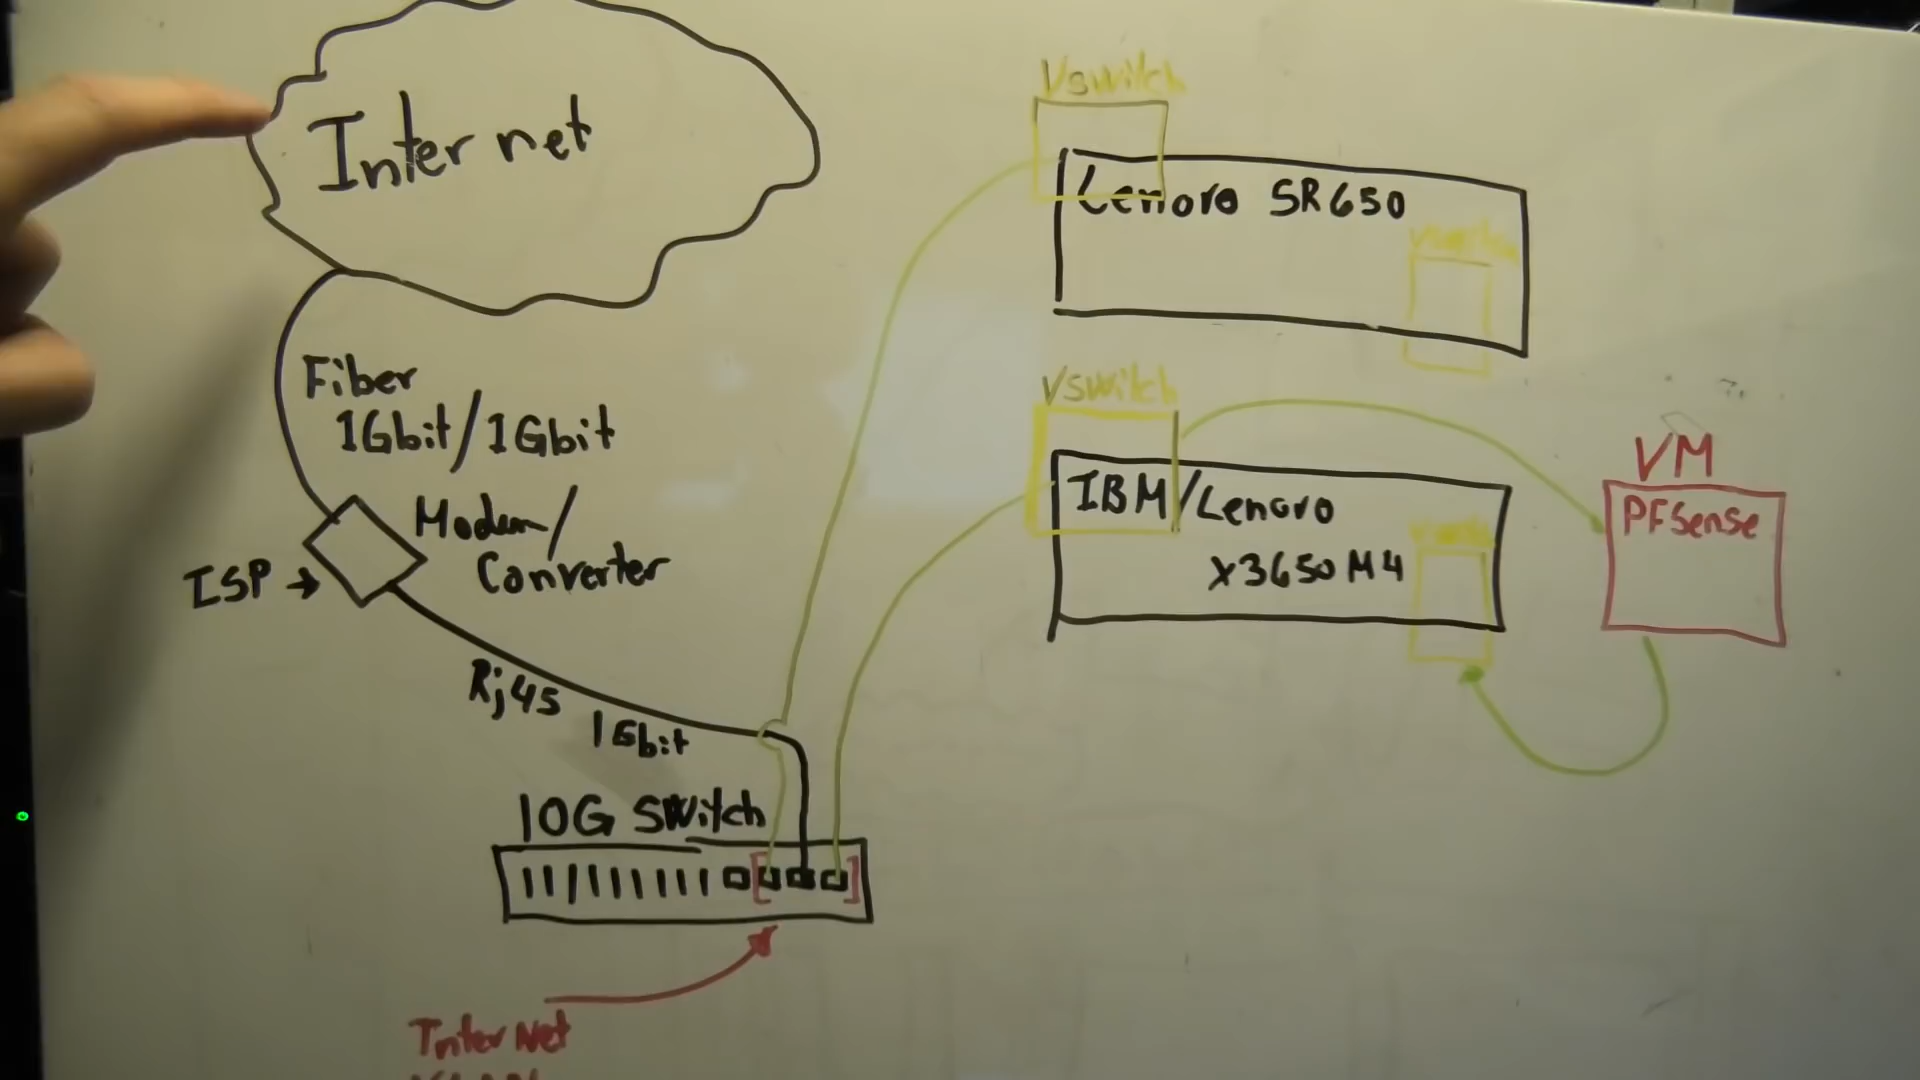 Internet
Fiber
1Gbit/1Gbit
Modem/
Converter
ISP →
Rj45
1Gbit
10G Switch
InterNet
Vswitch
Lenovo SR650
Vswitch
IBM/Lenovo
x3650 M4
VM
PFSense